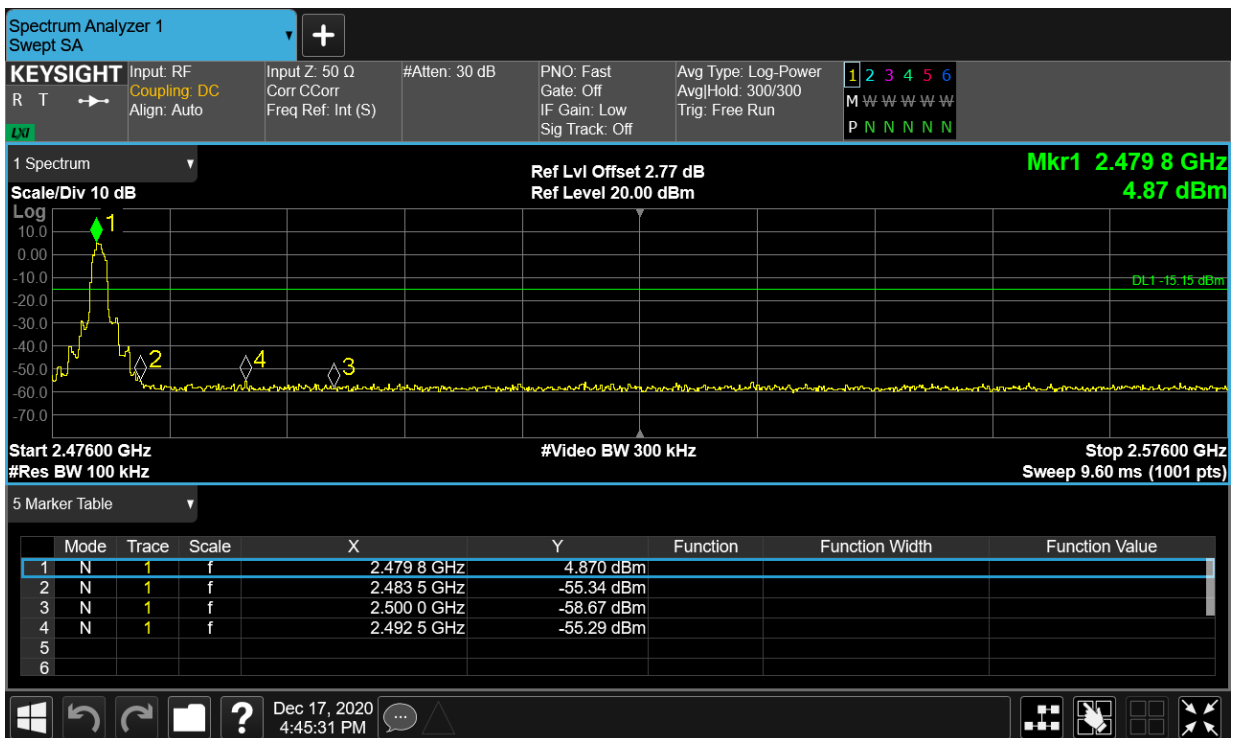 Spectrum Analyzer 1
Swept SA
KEYSIGHT
R T
LXI
Input: RF
Coupling: DC
Align: Auto
Input Z: 50 Ω
Corr CCorr
Freq Ref: Int (S)
#Atten: 30 dB
PNO: Fast
Gate: Off
IF Gain: Low
Sig Track: Off
Avg Type: Log-Power
Avg|Hold: 300/300
Trig: Free Run
1 2 3 4 5 6
M W W W W W
P N N N N N
1 Spectrum
Scale/Div 10 dB
Ref Lvl Offset 2.77 dB
Ref Level 20.00 dBm
Mkr1 2.479 8 GHz
4.87 dBm
Log
10.0
0.00
-10.0
-20.0
-30.0
-40.0
-50.0
-60.0
-70.0
1
DL1 -15.15 dBm
2
4
3
Start 2.47600 GHz
#Video BW 300 kHz
Stop 2.57600 GHz
#Res BW 100 kHz
Sweep 9.60 ms (1001 pts)
5 Marker Table
Mode Trace Scale X Y Function Function Width Function Value
1 N 1 f 2.479 8 GHz 4.870 dBm
2 N 1 f 2.483 5 GHz -55.34 dBm
3 N 1 f 2.500 0 GHz -58.67 dBm
4 N 1 f 2.492 5 GHz -55.29 dBm
5
6
?
Dec 17, 2020
4:45:31 PM